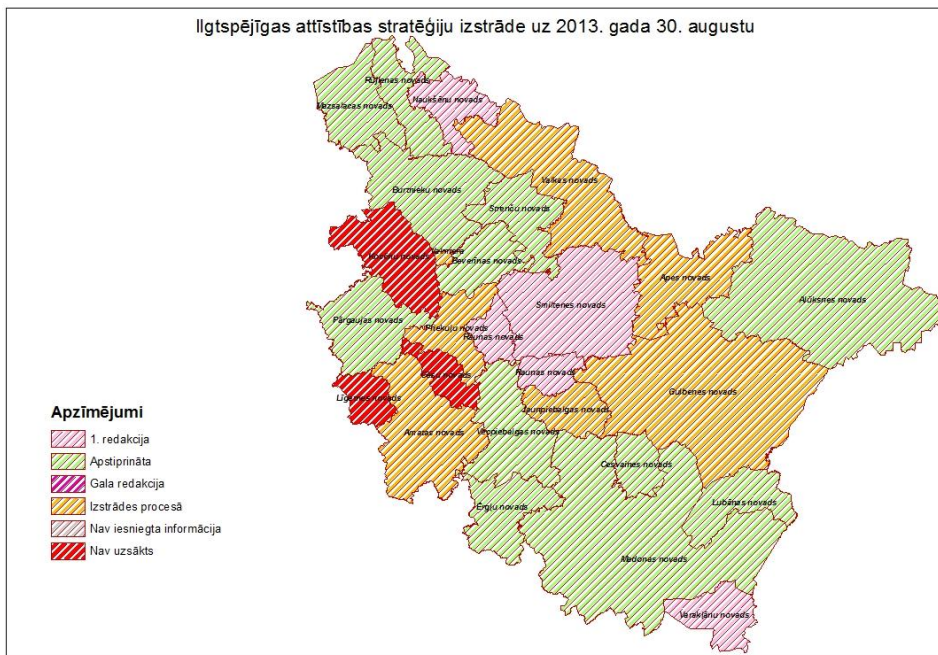 Ilgtspējīgas attīstības stratēģiju izstrāde uz 2013. gada 30. augustu
Rūjienas novads
Naukšēnu novads
Mazsalacas novads
Valkas novads
Burtnieku novads
Strenču novads
Kocēnu novads
Valmiera
Beverīnas novads
Apes novads
Alūksnes novads
Smiltenes novads
Pārgaujas novads
Priekuļu novads
Raunas novads
Raunas novads
Cēsu novads
Līgatnes novads
Gulbenes novads
Jaunpiebalgas novads
Amatas novads
Vecpiebalgas novads
Cesvaines novads
Lubānas novads
Ērgļu novads
Madonas novads
Varakļānu novads
Apzīmējumi
1. redakcija
Apstiprināta
Gala redakcija
Izstrādes procesā
Nav iesniegta informācija
Nav uzsākts